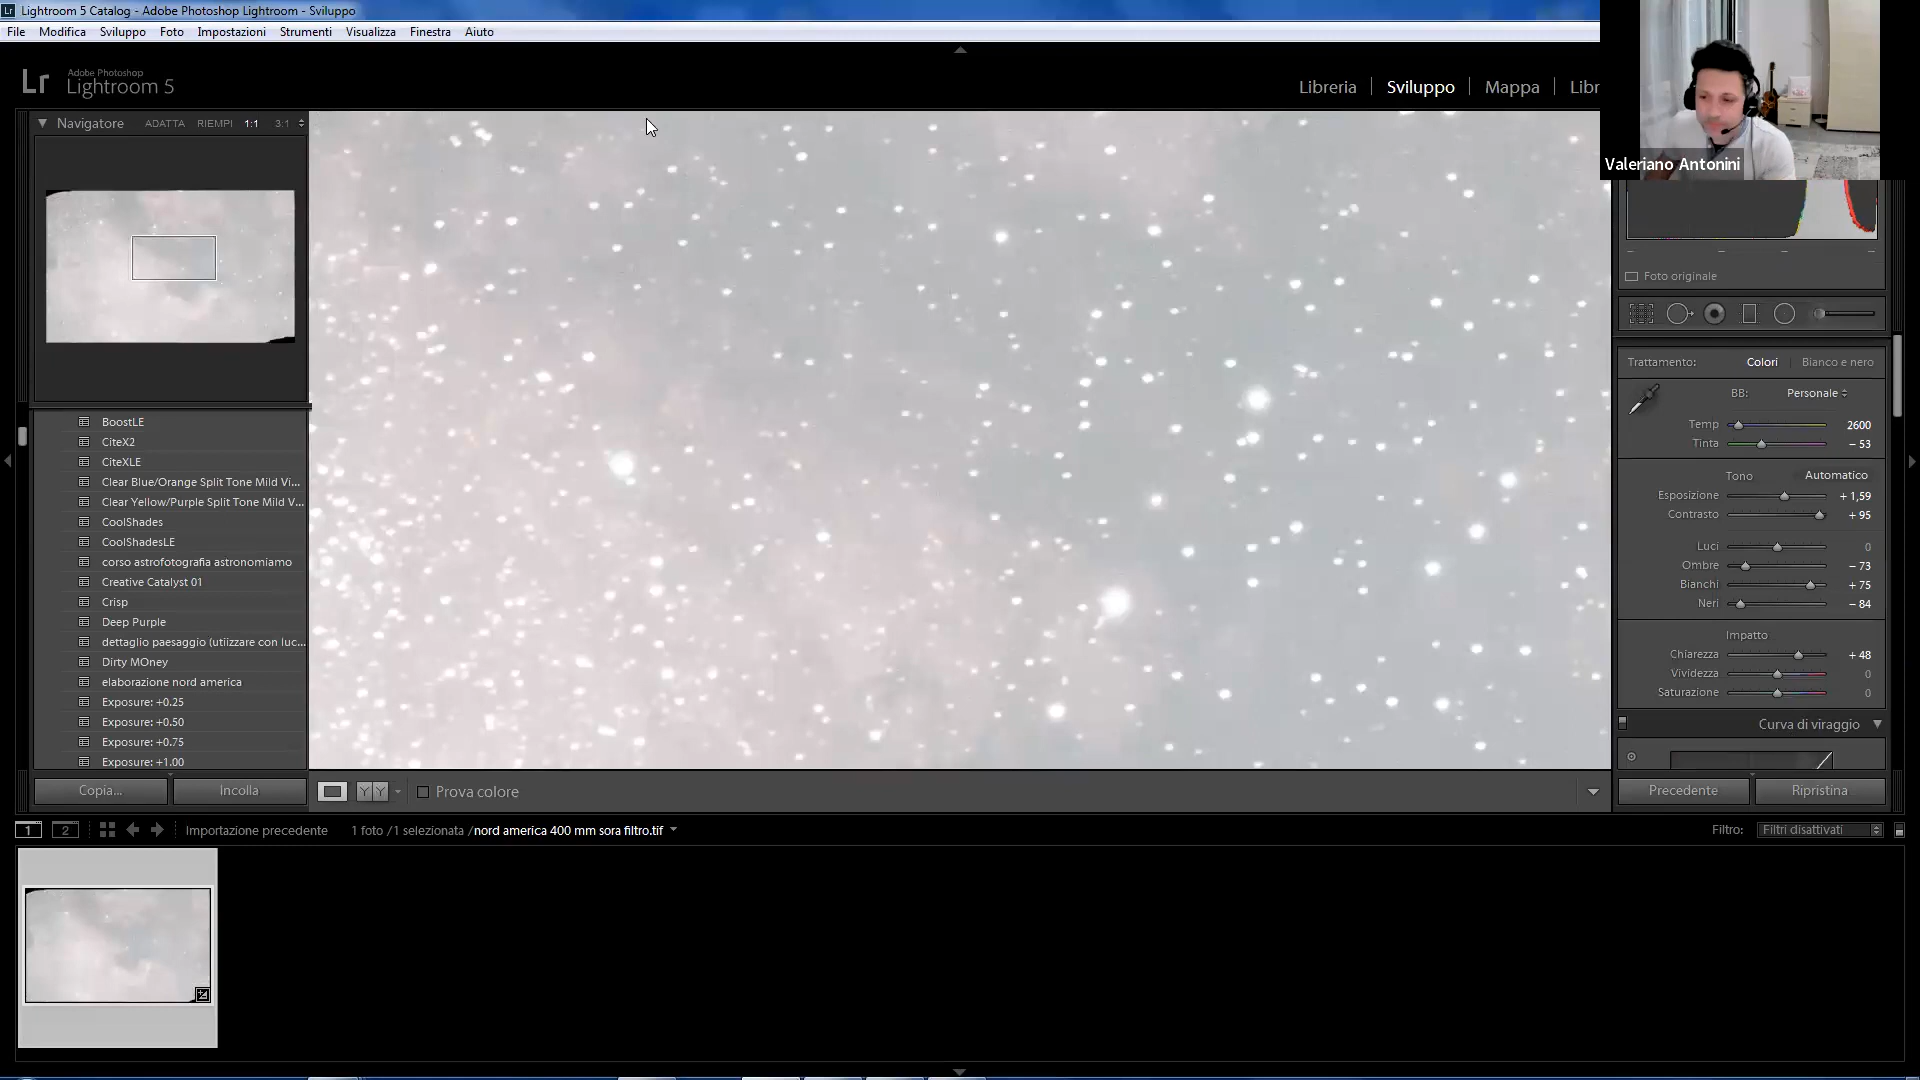 Lightroom 5 Catalog - Adobe Photoshop Lightroom - Sviluppo
File Modifica Sviluppo Foto Impostazioni Strumenti Visualizza Finestra Aiuto
Lr Adobe Photoshop
Lightroom 5
Libreria Sviluppo Mappa Libr
Valeriano Antonini
Navigatore ADATTA RIEMPI 1:1 3:1
Foto originale
Trattamento: Colori Bianco e nero
BB: Personale
Temp 2600
Tinta – 53
Tono Automatico
Esposizione + 1,59
Contrasto + 95
Luci 0
Ombre – 73
Bianchi + 75
Neri – 84
Impatto
Chiarezza + 48
Vividezza 0
Saturazione 0
Curva di viraggio
BoostLE
CiteX2
CiteXLE
Clear Blue/Orange Split Tone Mild Vi...
Clear Yellow/Purple Split Tone Mild V...
CoolShades
CoolShadesLE
corso astrofotografia astronomiamo
Creative Catalyst 01
Crisp
Deep Purple
dettaglio paesaggio (utiizzare con luc...
Dirty MOney
elaborazione nord america
Exposure: +0.25
Exposure: +0.50
Exposure: +0.75
Exposure: +1.00
Copia... Incolla
Prova colore
Precedente Ripristina
1 2 Importazione precedente 1 foto /1 selezionata /nord america 400 mm sora filtro.tif
Filtro: Filtri disattivati